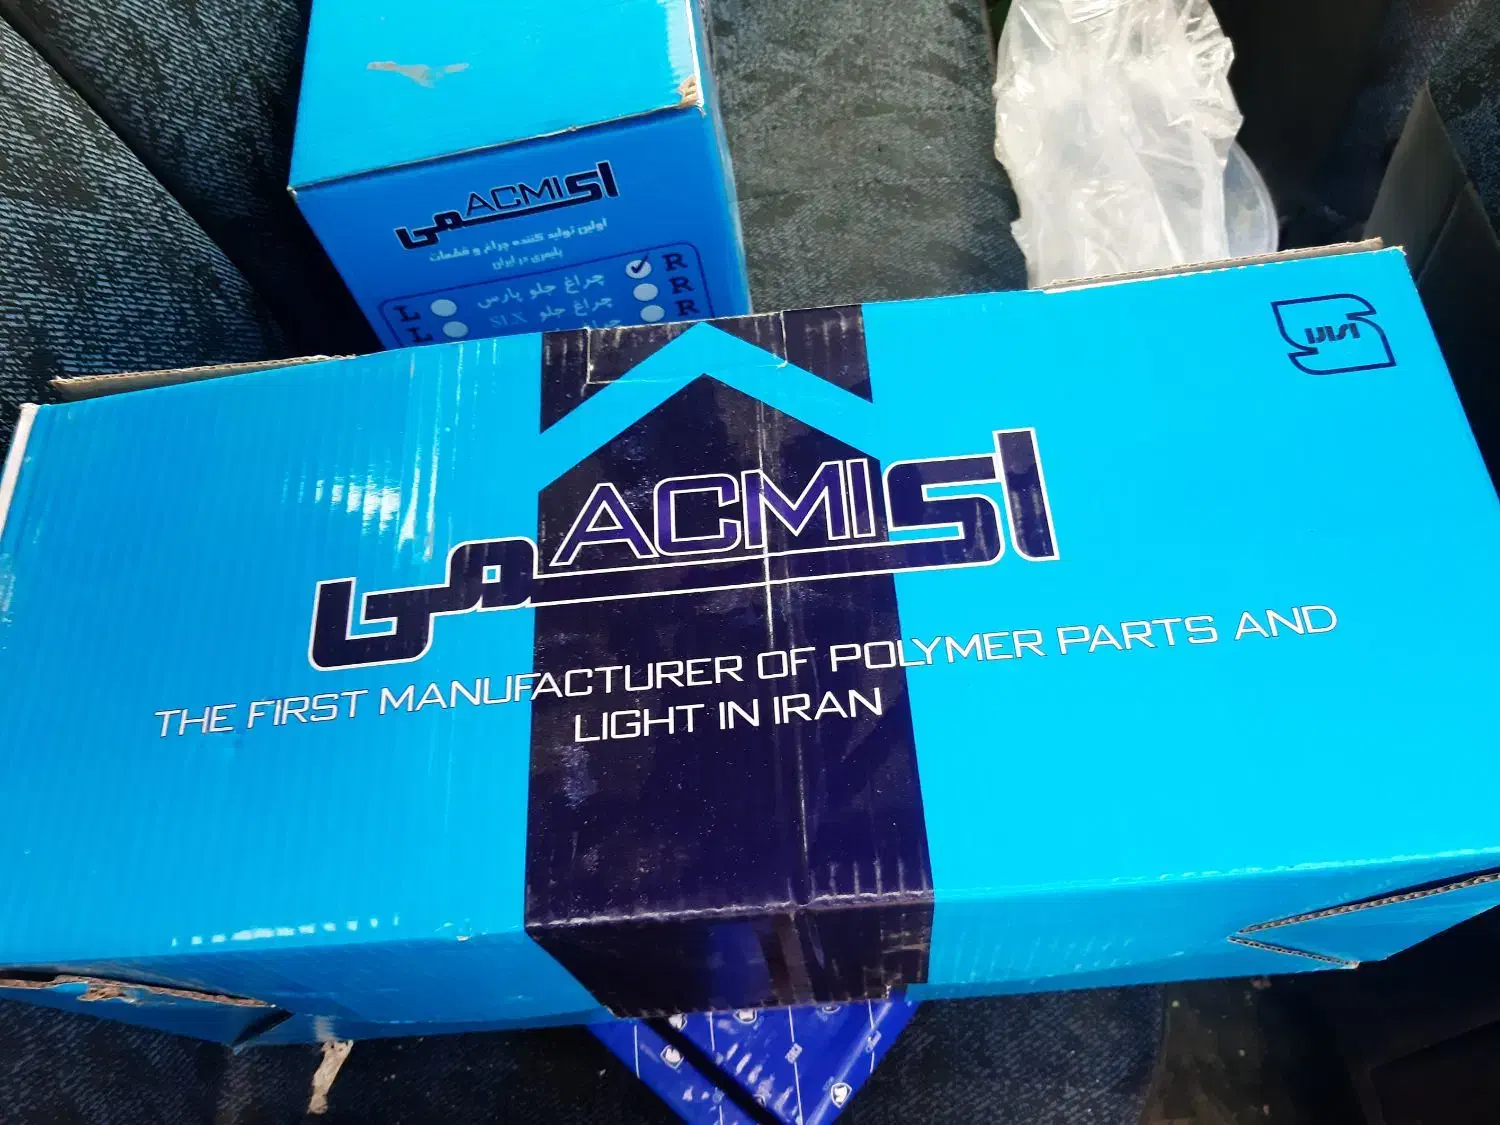 اکمی
ACMI
اولین تولید کننده چراغ و قطعات
پلیمری در ایران
L چراغ جلو پارس R
L چراغ جلو SLX R
R
اکمی
ACMI
THE FIRST MANUFACTURER OF POLYMER PARTS AND
LIGHT IN IRAN